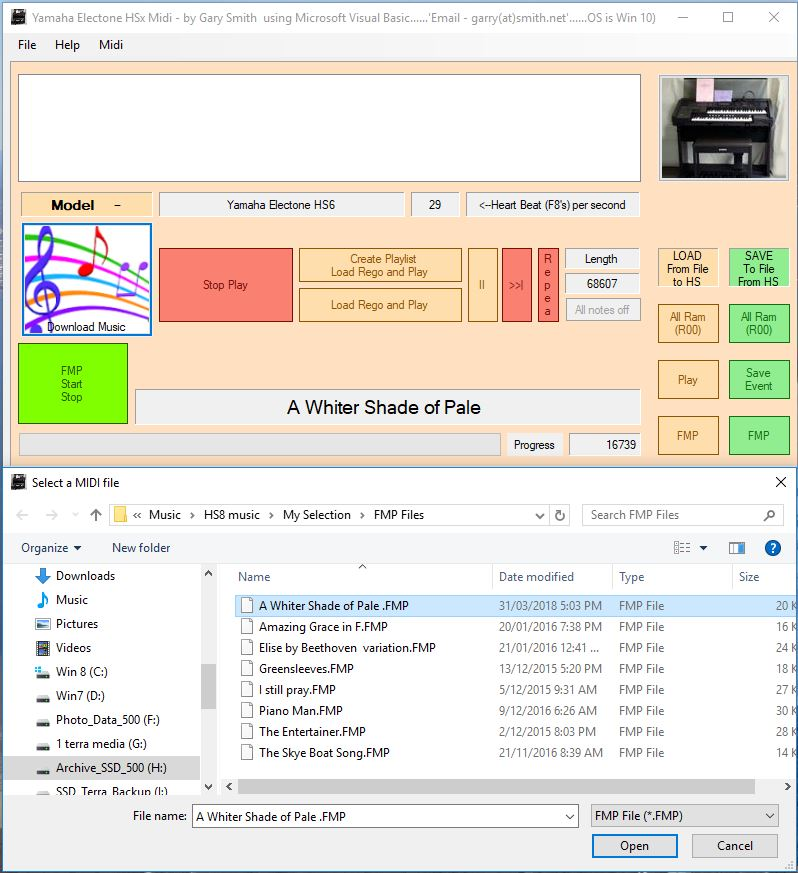 Yamaha Electone HSx Midi - by Gary Smith  using Microsoft Visual Basic......'Email - garry(at)smith.net'......OS is Win 10)
File Help Midi
Model -
Yamaha Electone HS6
29
<--Heart Beat (F8's) per second
Download Music
Stop Play
Create Playlist
Load Rego and Play
Load Rego and Play
II
>>|
R
e
p
e
a
Length
68607
All notes off
LOAD
From File
to HS
SAVE
To File
From HS
All Ram
(R00)
All Ram
(R00)
Play
Save
Event
FMP
FMP
FMP
Start
Stop
A Whiter Shade of Pale
Progress
16739
Select a MIDI file
« Music > HS8 music > My Selection > FMP Files
Search FMP Files
Organize
New folder
?
Downloads
Music
Pictures
Videos
Win 8 (C:)
Win7 (D:)
Photo_Data_500 (F:)
1 terra media (G:)
Archive_SSD_500 (H:)
SSD_Terra_Backup (I:)
Name Date modified Type Size
A Whiter Shade of Pale .FMP 31/03/2018 5:03 PM FMP File 20 K
Amazing Grace in F.FMP 20/01/2016 7:38 PM FMP File 16 K
Elise by Beethoven  variation.FMP 21/01/2016 12:41 ... FMP File 24 K
Greensleeves.FMP 13/12/2015 5:20 PM FMP File 18 K
I still pray.FMP 5/12/2015 9:31 AM FMP File 27 K
Piano Man.FMP 9/12/2016 6:26 AM FMP File 30 K
The Entertainer.FMP 2/12/2015 8:03 PM FMP File 28 K
The Skye Boat Song.FMP 21/11/2016 8:39 AM FMP File 14 K
File name: A Whiter Shade of Pale .FMP
FMP File (*.FMP)
Open
Cancel